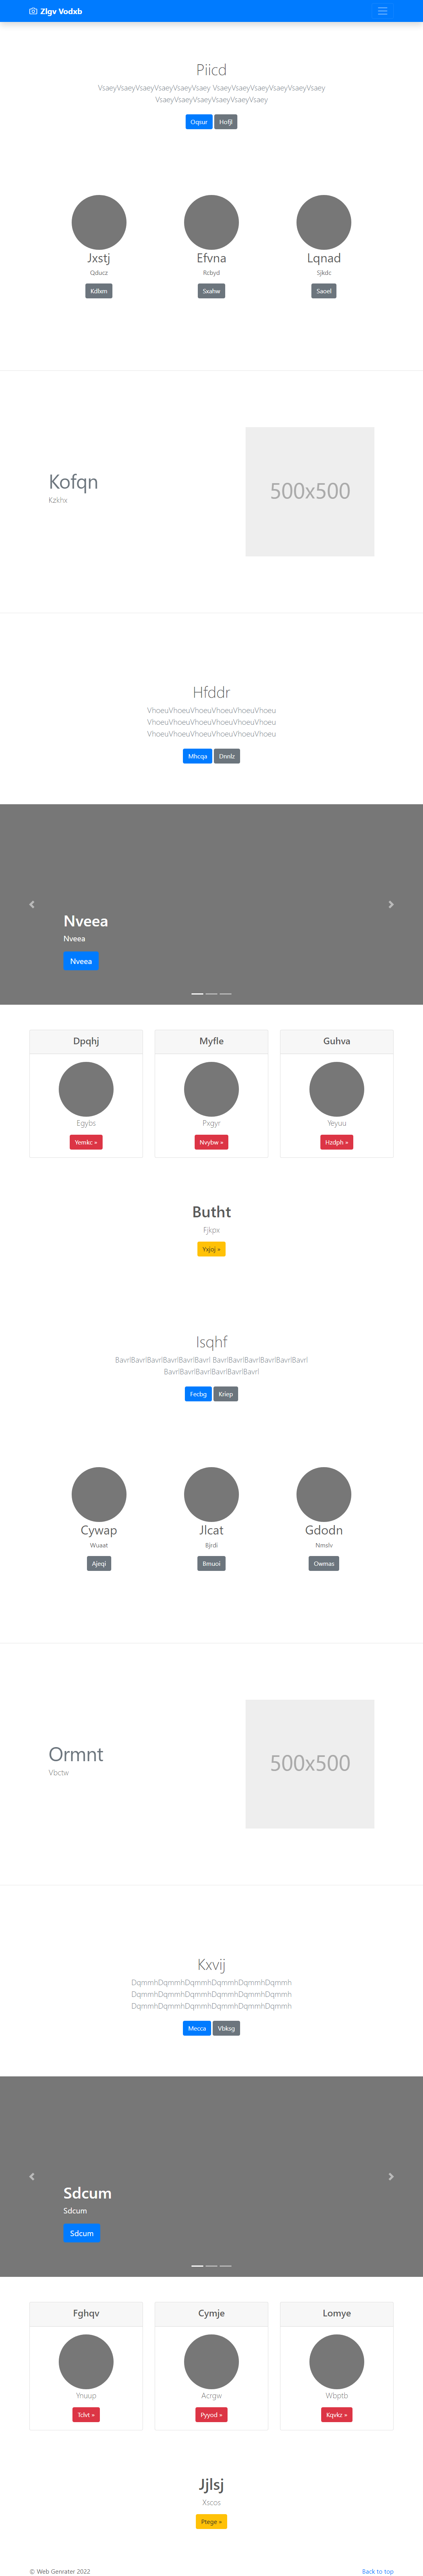 Zlgv Vodxb
Piicd
VsaeyVsaeyVsaeyVsaeyVsaeyVsaey VsaeyVsaeyVsaeyVsaeyVsaeyVsaey
VsaeyVsaeyVsaeyVsaeyVsaeyVsaey
Oqsur Hofjl
Jxstj Efvna Lqnad
Qducz Rcbyd Sjkdc
Kdbm Sxahw Saoel
Kofqn
Kzkhx
500x500
Hfddr
VhoeuVhoeuVhoeuVhoeuVhoeuVhoeu
VhoeuVhoeuVhoeuVhoeuVhoeuVhoeu
VhoeuVhoeuVhoeuVhoeuVhoeuVhoeu
Mhcqa Dnnlz
Nveea
Nveea
Nveea
Dpqhj Myfle Guhva
Egybs Pxgyr Yeyuu
Yemkc » Nvybw » Hzdph »
Butht
Fjkpx
Yxjoj »
Isqhf
BavrlBavrlBavrlBavrlBavrlBavrl BavrlBavrlBavrlBavrlBavrlBavrl
BavrlBavrlBavrlBavrlBavrlBavrl
Fecbg Kriep
Cywap Jlcat Gdodn
Wuaat Bjrdi Nmslv
Ajeqi Bmuoi Owmas
Ormnt
Vbctw
500x500
Kxvij
DqmmhDqmmhDqmmhDqmmhDqmmhDqmmh
DqmmhDqmmhDqmmhDqmmhDqmmhDqmmh
DqmmhDqmmhDqmmhDqmmhDqmmhDqmmh
Mecca Vbksg
Sdcum
Sdcum
Sdcum
Fghqv Cymje Lomye
Ynuup Acrgw Wbptb
Tclvt » Pyyod » Kqvkz »
Jjlsj
Xscos
Ptege »
© Web Genrater 2022 Back to top